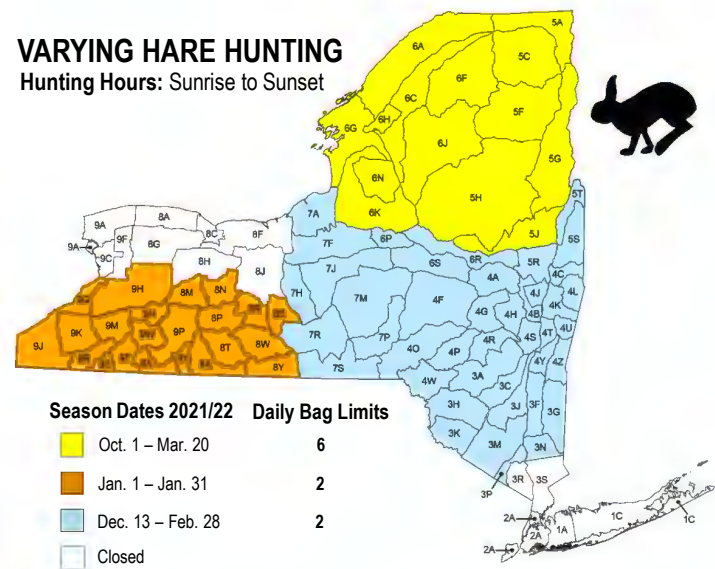 VARYING HARE HUNTING
Hunting Hours: Sunrise to Sunset
5A
6A
5C
6F
6C
5F
6G
6H
6J
5G
6N
5H
5T
6K
7A
5J
9A
8A
8C
8F
9F
7F
6P
5S
9A
8G
9C
8H
8J
7J
6S
6R
5R
4A
4C
9H
8M
8N
7H
7M
4F
4J
4L
4G
4H
4B
4K
9J
9K
9M
9P
8P
7R
7P
4R
4S
4T
4U
8T
8W
4O
4P
4Y
4Z
8Y
7S
4W
3A
3C
3H
3J
3F
3G
3K
3M
3N
3P
3R
3S
2A
2A
1A
1C
1C
2A
Season Dates 2021/22 Daily Bag Limits
Oct. 1 – Mar. 20 6
Jan. 1 – Jan. 31 2
Dec. 13 – Feb. 28 2
Closed